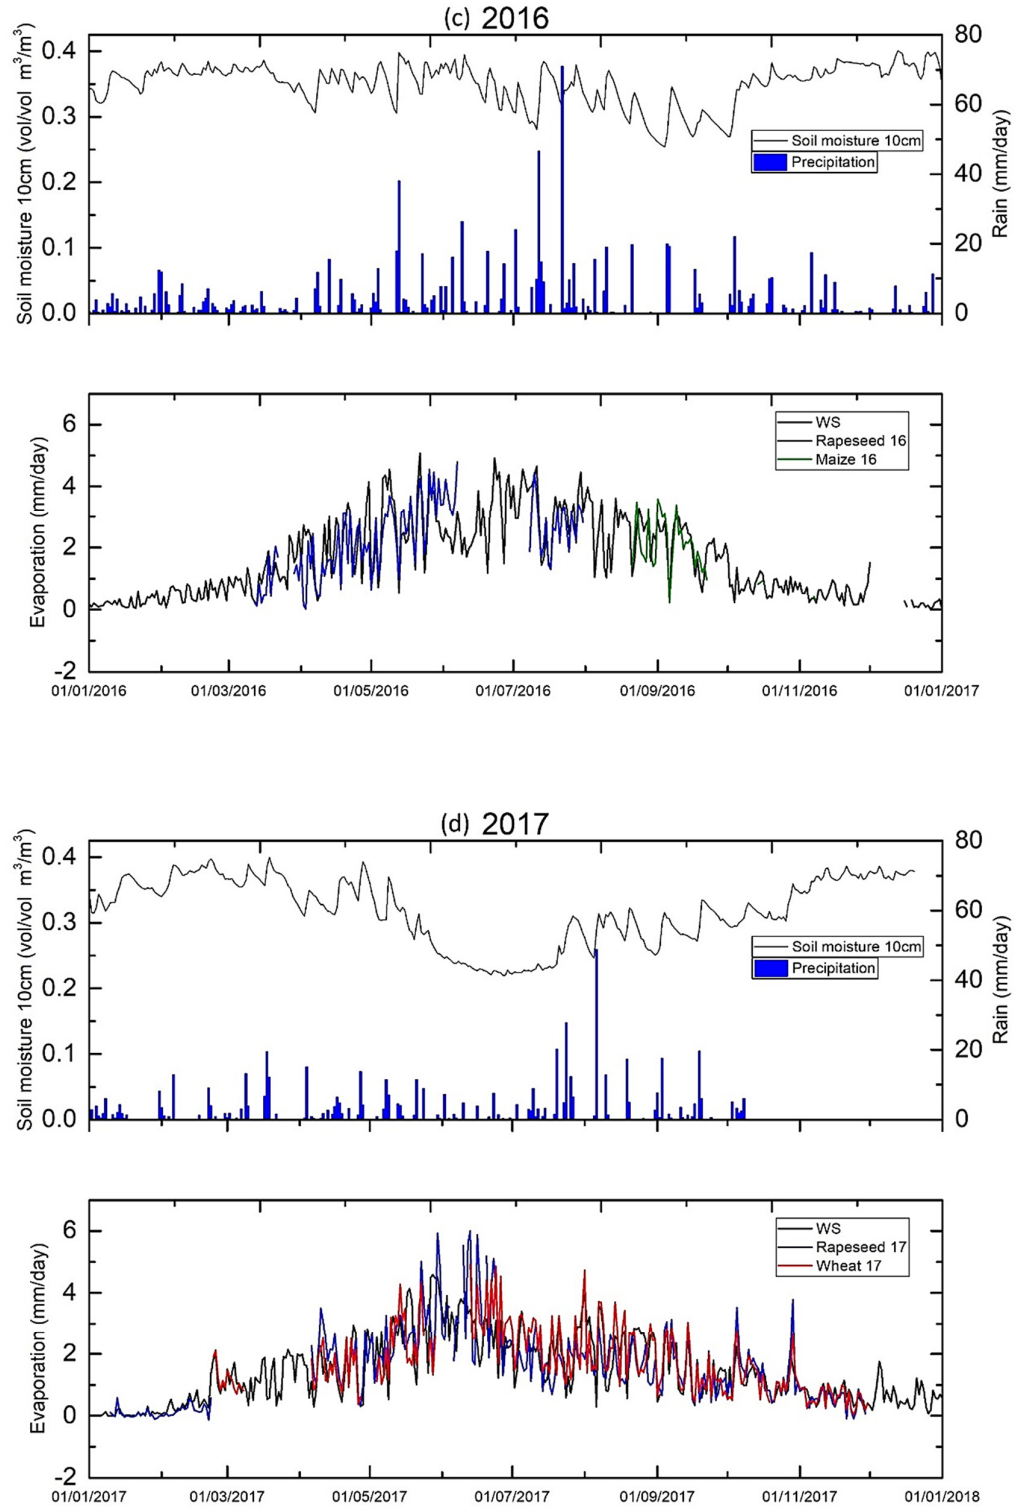 (c) 2016
Soil moisture 10cm (vol/vol m³/m³)
0.4
0.3
0.2
0.1
0.0
80
60
40
20
0
Rain (mm/day)
Soil moisture 10cm
Precipitation
Evaporation (mm/day)
6
4
2
0
-2
WS
Rapeseed 16
Maize 16
01/01/2016 01/03/2016 01/05/2016 01/07/2016 01/09/2016 01/11/2016 01/01/2017
(d) 2017
Soil moisture 10cm (vol/vol m³/m³)
0.4
0.3
0.2
0.1
0.0
80
60
40
20
0
Rain (mm/day)
Soil moisture 10cm
Precipitation
Evaporation (mm/day)
6
4
2
0
-2
WS
Rapeseed 17
Wheat 17
01/01/2017 01/03/2017 01/05/2017 01/07/2017 01/09/2017 01/11/2017 01/01/2018